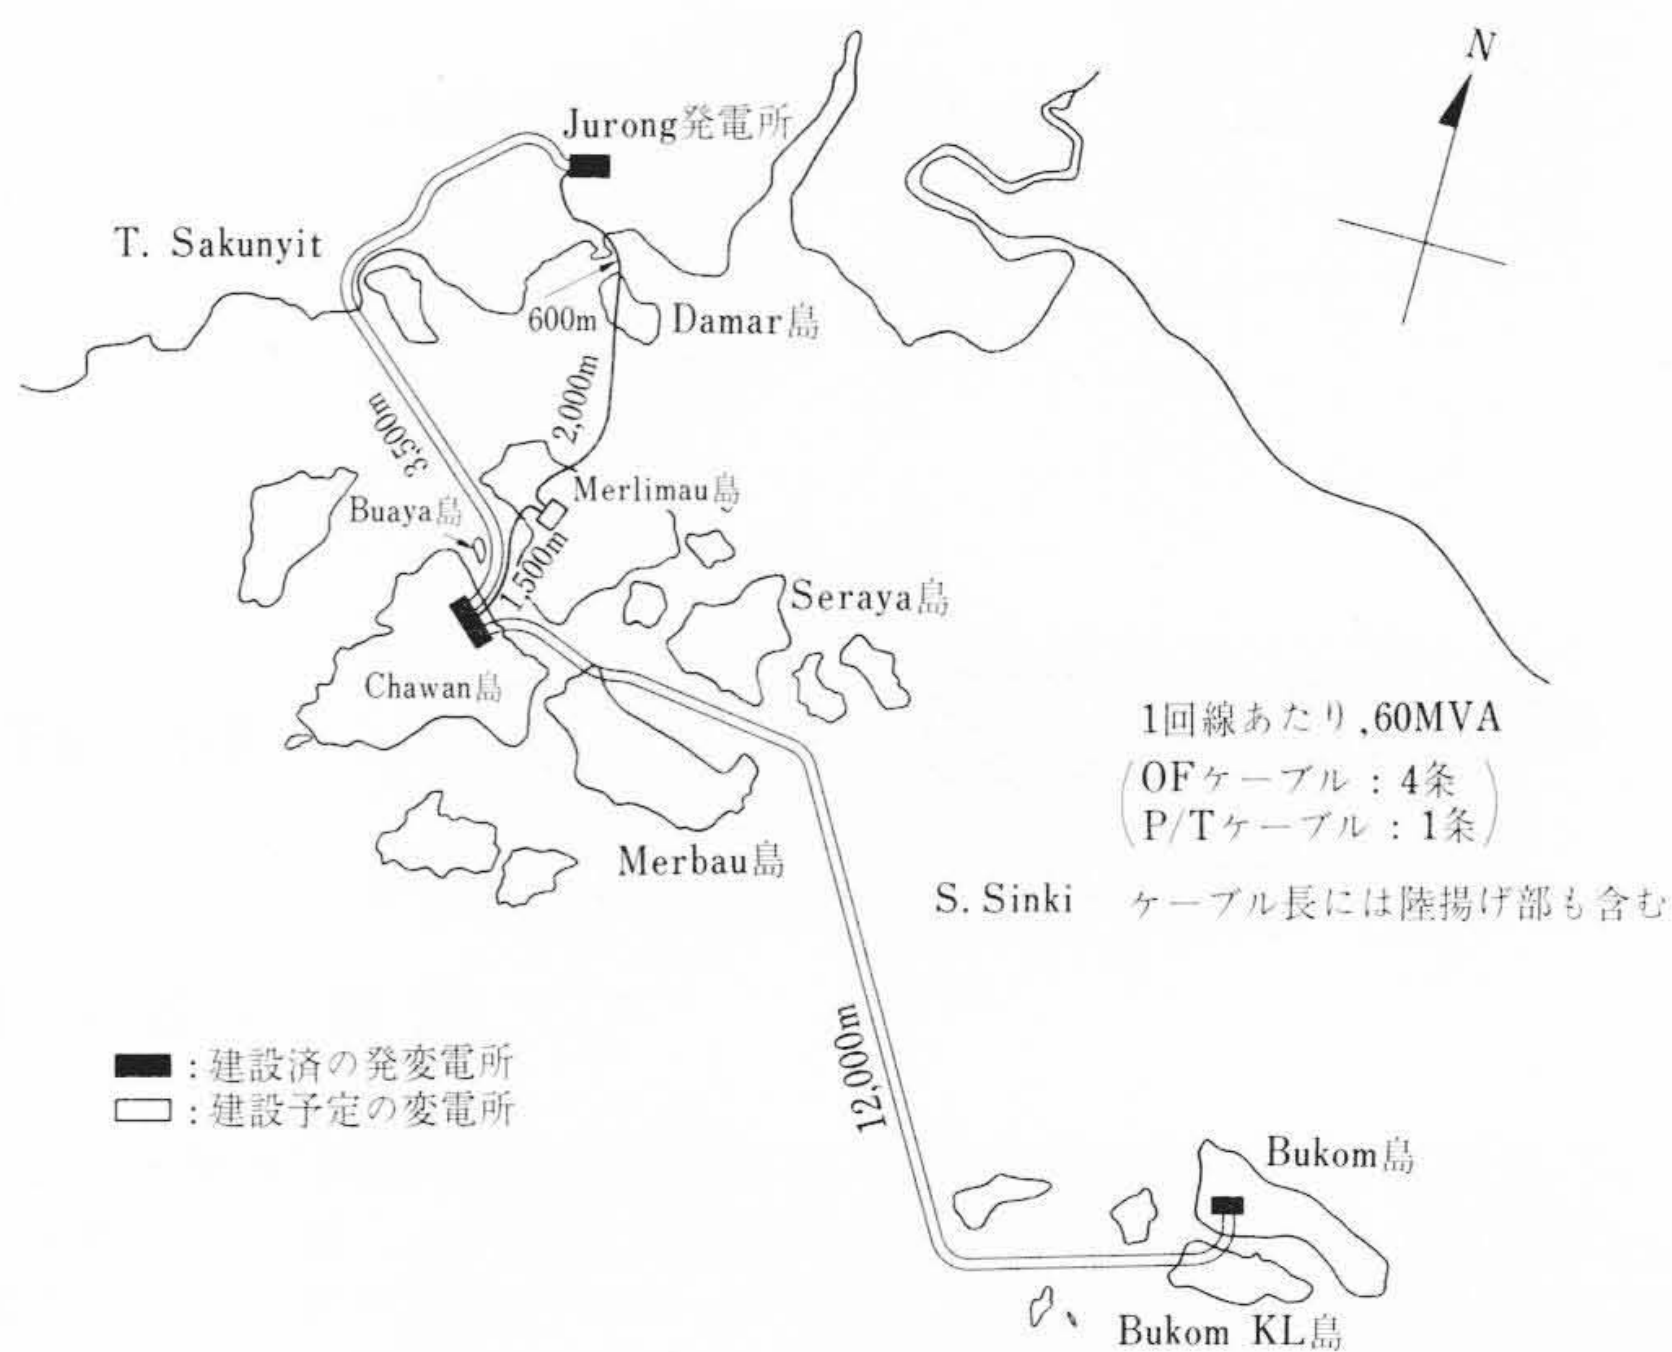 N
Jurong発電所
T. Sakunyit
600m
Damar島
2,000m
3,500m
Merlimau島
Buaya島
1,500m
Seraya島
Chawan島
1回線あたり,60MVA
OFケーブル : 4条
P/Tケーブル : 1条
Merbau島
S. Sinki
ケーブル長には陸揚げ部も含む
12,000m
:建設済の発変電所
:建設予定の変電所
Bukom島
Bukom KL島